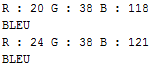 R : 20 G : 38 B : 118
BLEU
R : 24 G : 38 B : 121
BLEU